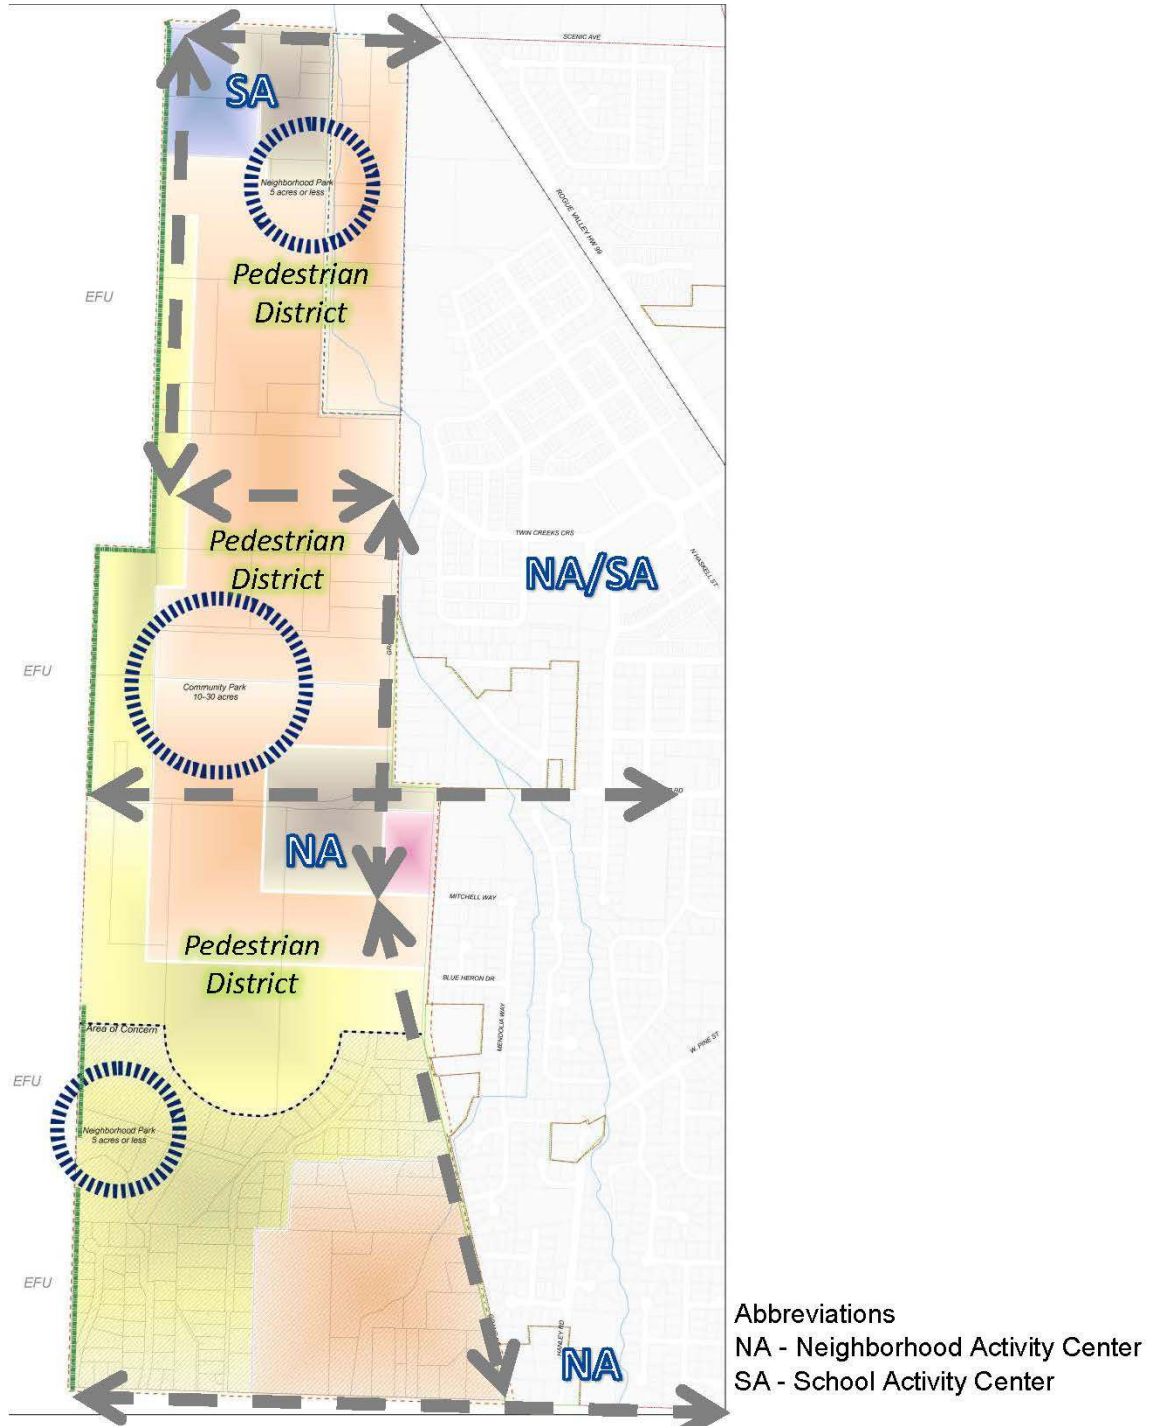 SCENIC AVE
SA
Neighborhood Park
5 acres or less
ROGUE VALLEY HW 99
Pedestrian
District
EFU
TWIN CREEKS CRS
Pedestrian
District
NA/SA
N HASKELL ST
EFU
Community Park
10-30 acres
RD
NA
MITCHELL WAY
Pedestrian
District
BLUE HERON DR
MENDOLIA WAY
Area of Concern
W. PINE ST
EFU
Neighborhood Park
5 acres or less
EFU
HANLEY RD
NA
Abbreviations
NA - Neighborhood Activity Center
SA - School Activity Center